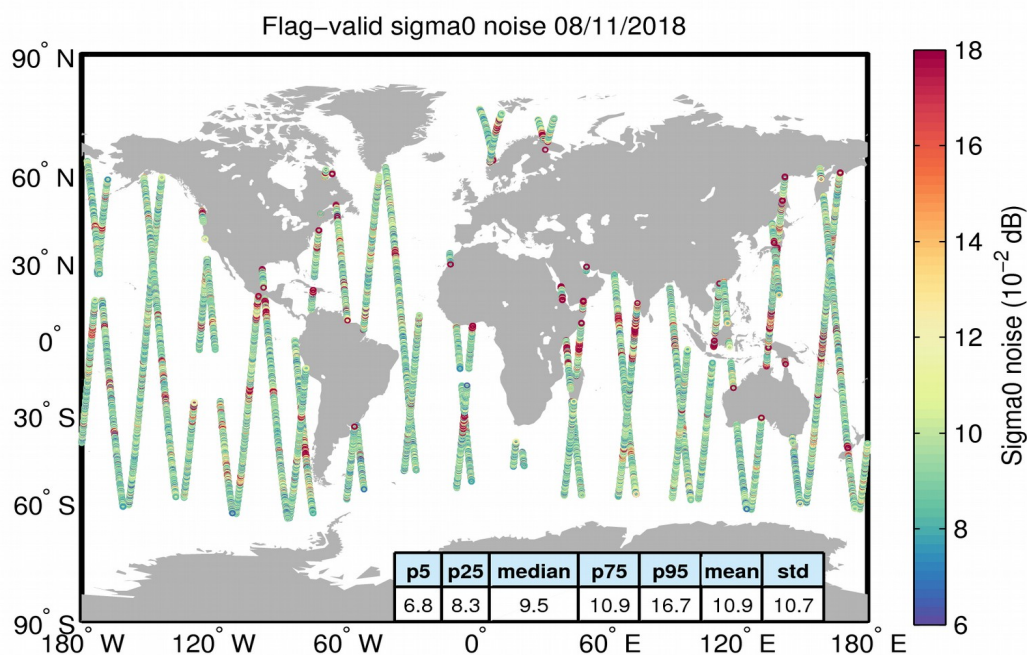 Flag−valid sigma0 noise 08/11/2018
90° N
60° N
30° N
0°
30° S
60° S
90° S
180° W
120° W
60° W
0°
60° E
120° E
180° E
p5 p25 median p75 p95 mean std
6.8 8.3 9.5 10.9 16.7 10.9 10.7
18
16
14
12
10
8
6
Sigma0 noise (10⁻² dB)